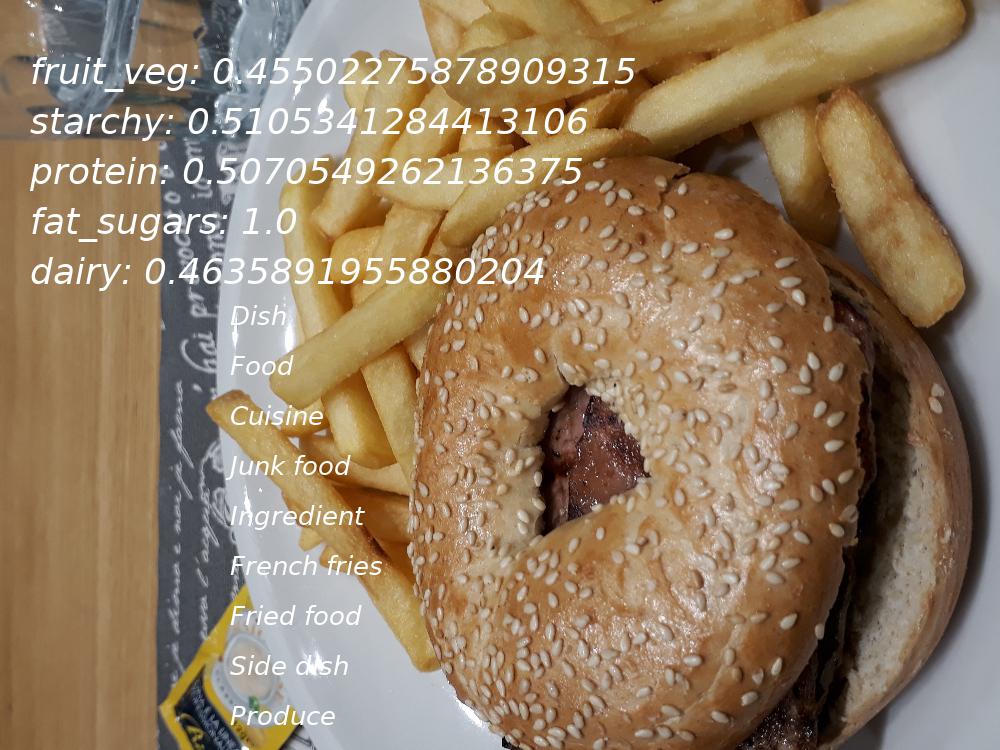 fruit_veg: 0.45502275878909315
starchy: 0.5105341284413106
protein: 0.5070549262136375
fat_sugars: 1.0
dairy: 0.4635891955880204
Dish
Food
Cuisine
Junk food
Ingredient
French fries
Fried food
Side dish
Produce